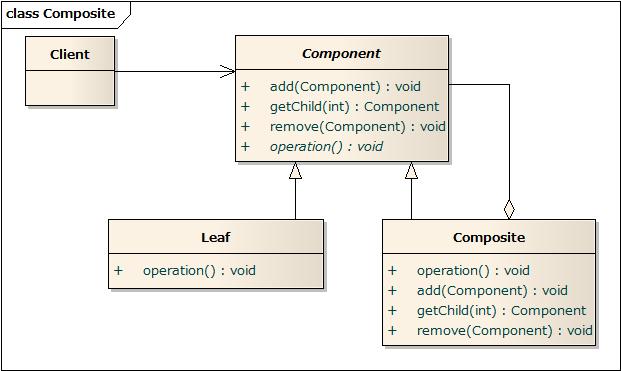 class Composite
Client
Component
+ add(Component) : void
+ getChild(int) : Component
+ remove(Component) : void
+ operation() : void
Leaf
+ operation() : void
Composite
+ operation() : void
+ add(Component) : void
+ getChild(int) : Component
+ remove(Component) : void